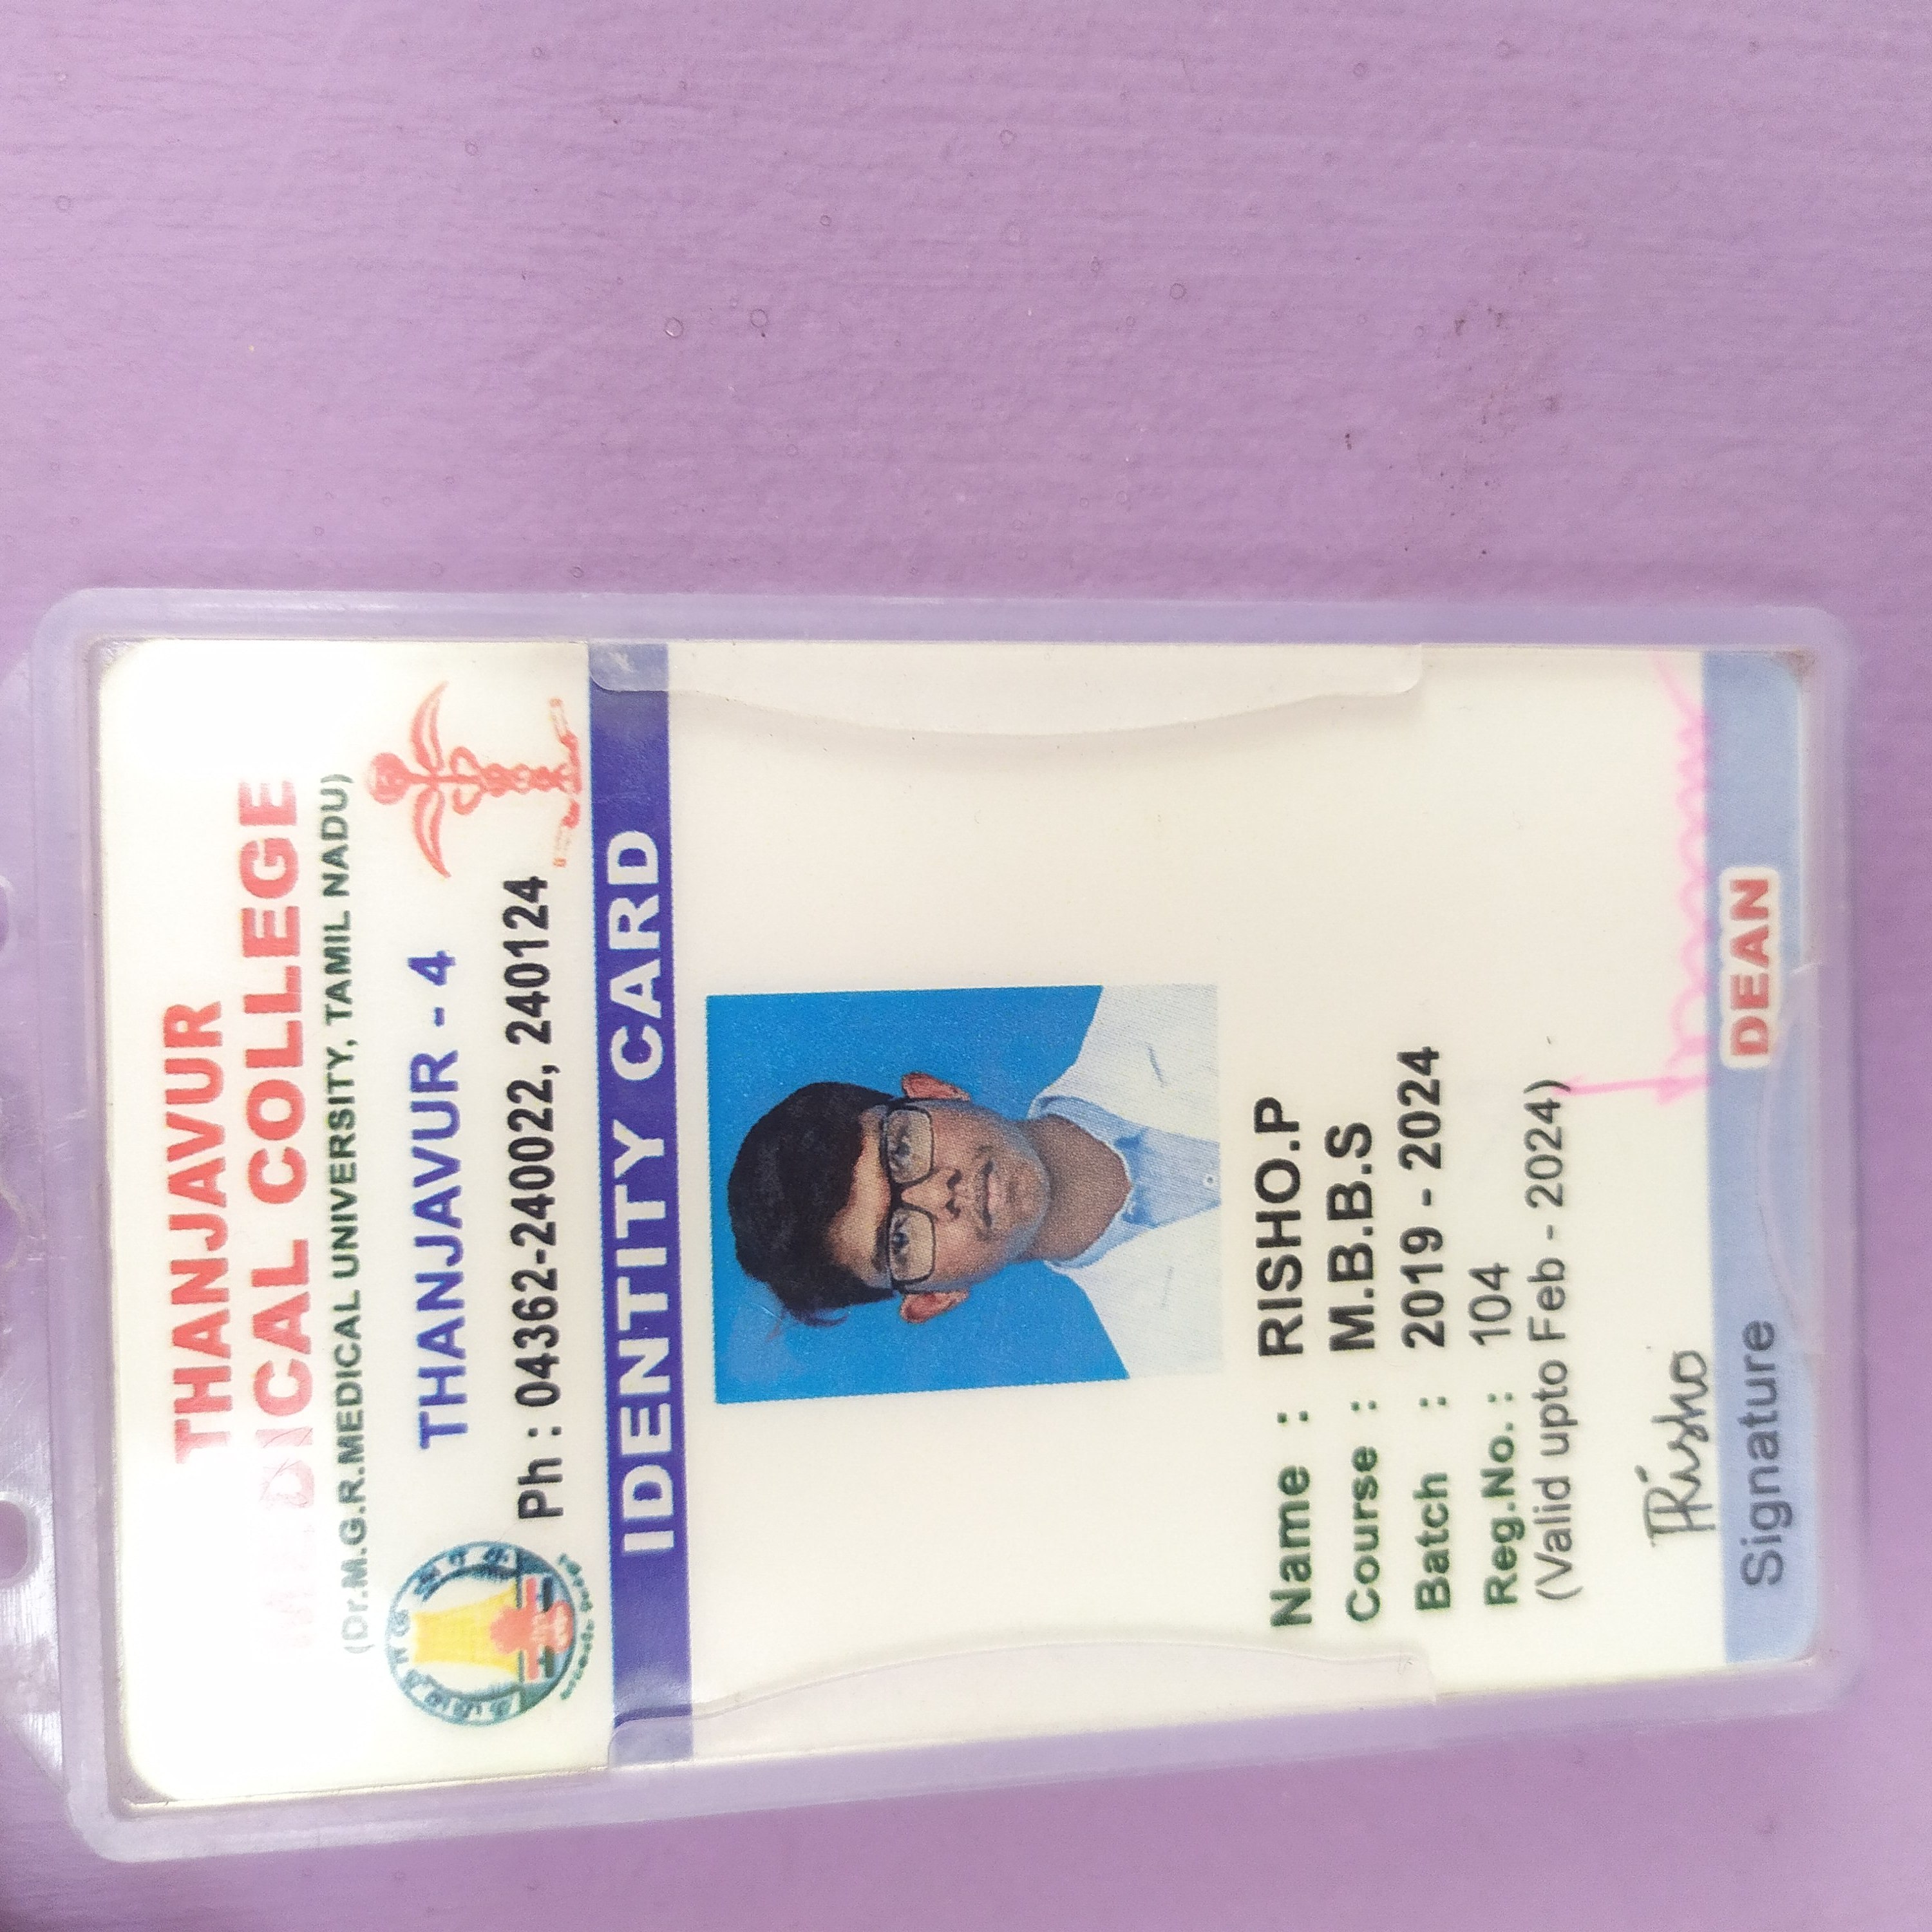 THANJAVUR
MEDICAL COLLEGE
(Dr.M.G.R.MEDICAL UNIVERSITY, TAMIL NADU)
THANJAVUR - 4
Ph : 04362-240022, 240124
IDENTITY CARD
Name : RISHO.P
Course : M.B.B.S
Batch : 2019 - 2024
Reg.No. : 104
(Valid upto Feb - 2024)
PRisho
Signature DEAN